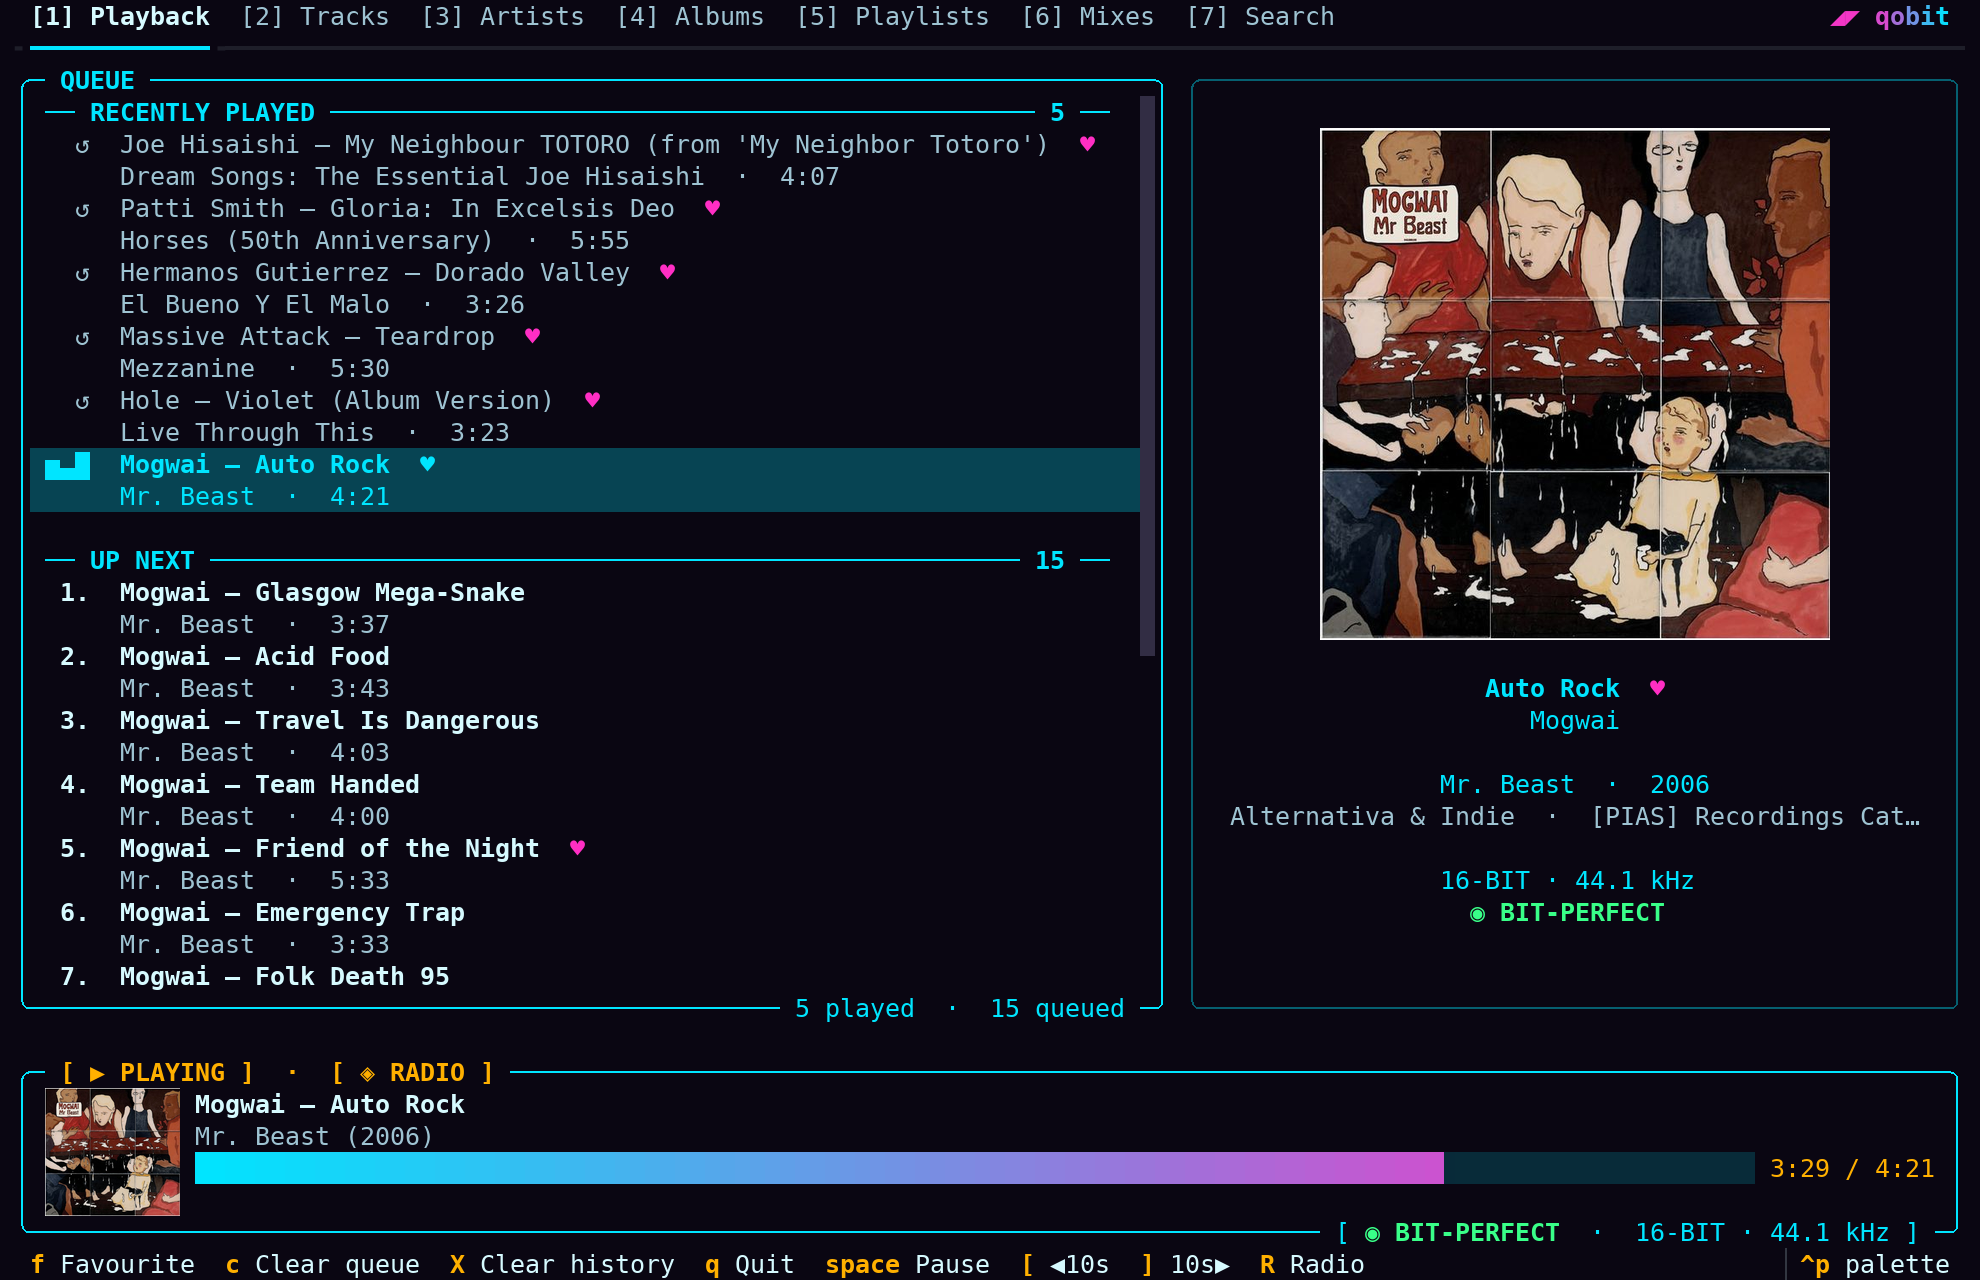 [1] Playback [2] Tracks [3] Artists [4] Albums [5] Playlists [6] Mixes [7] Search qobit
QUEUE
RECENTLY PLAYED 5
↺ Joe Hisaishi — My Neighbour TOTORO (from 'My Neighbor Totoro') ♥
Dream Songs: The Essential Joe Hisaishi · 4:07
↺ Patti Smith — Gloria: In Excelsis Deo ♥
Horses (50th Anniversary) · 5:55
↺ Hermanos Gutierrez — Dorado Valley ♥
El Bueno Y El Malo · 3:26
↺ Massive Attack — Teardrop ♥
Mezzanine · 5:30
↺ Hole — Violet (Album Version) ♥
Live Through This · 3:23
Mogwai — Auto Rock ♥
Mr. Beast · 4:21
UP NEXT 15
1. Mogwai — Glasgow Mega-Snake
Mr. Beast · 3:37
2. Mogwai — Acid Food
Mr. Beast · 3:43
3. Mogwai — Travel Is Dangerous
Mr. Beast · 4:03
4. Mogwai — Team Handed
Mr. Beast · 4:00
5. Mogwai — Friend of the Night ♥
Mr. Beast · 5:33
6. Mogwai — Emergency Trap
Mr. Beast · 3:33
7. Mogwai — Folk Death 95
5 played · 15 queued
MOGWAI
Mr Beast
Auto Rock ♥
Mogwai
Mr. Beast · 2006
Alternativa & Indie · [PIAS] Recordings Cat…
16-BIT · 44.1 kHz
◉ BIT-PERFECT
[ ▶ PLAYING ] · [ ◈ RADIO ]
MOGWAI
Mr Beast
Mogwai — Auto Rock
Mr. Beast (2006)
3:29 / 4:21
[ ◉ BIT-PERFECT · 16-BIT · 44.1 kHz ]
f Favourite c Clear queue X Clear history q Quit space Pause [ ◀10s ] 10s▶ R Radio ^p palette